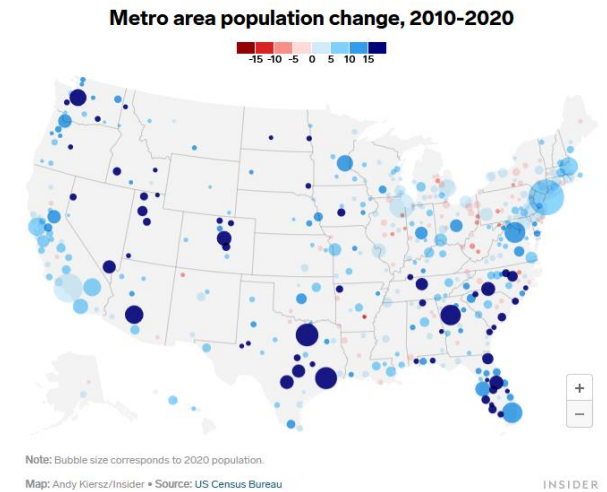 Metro area population change, 2010-2020
-15 -10 -5 0 5 10 15
+
−
Note: Bubble size corresponds to 2020 population.
Map: Andy Kiersz/Insider • Source: US Census Bureau
INSIDER